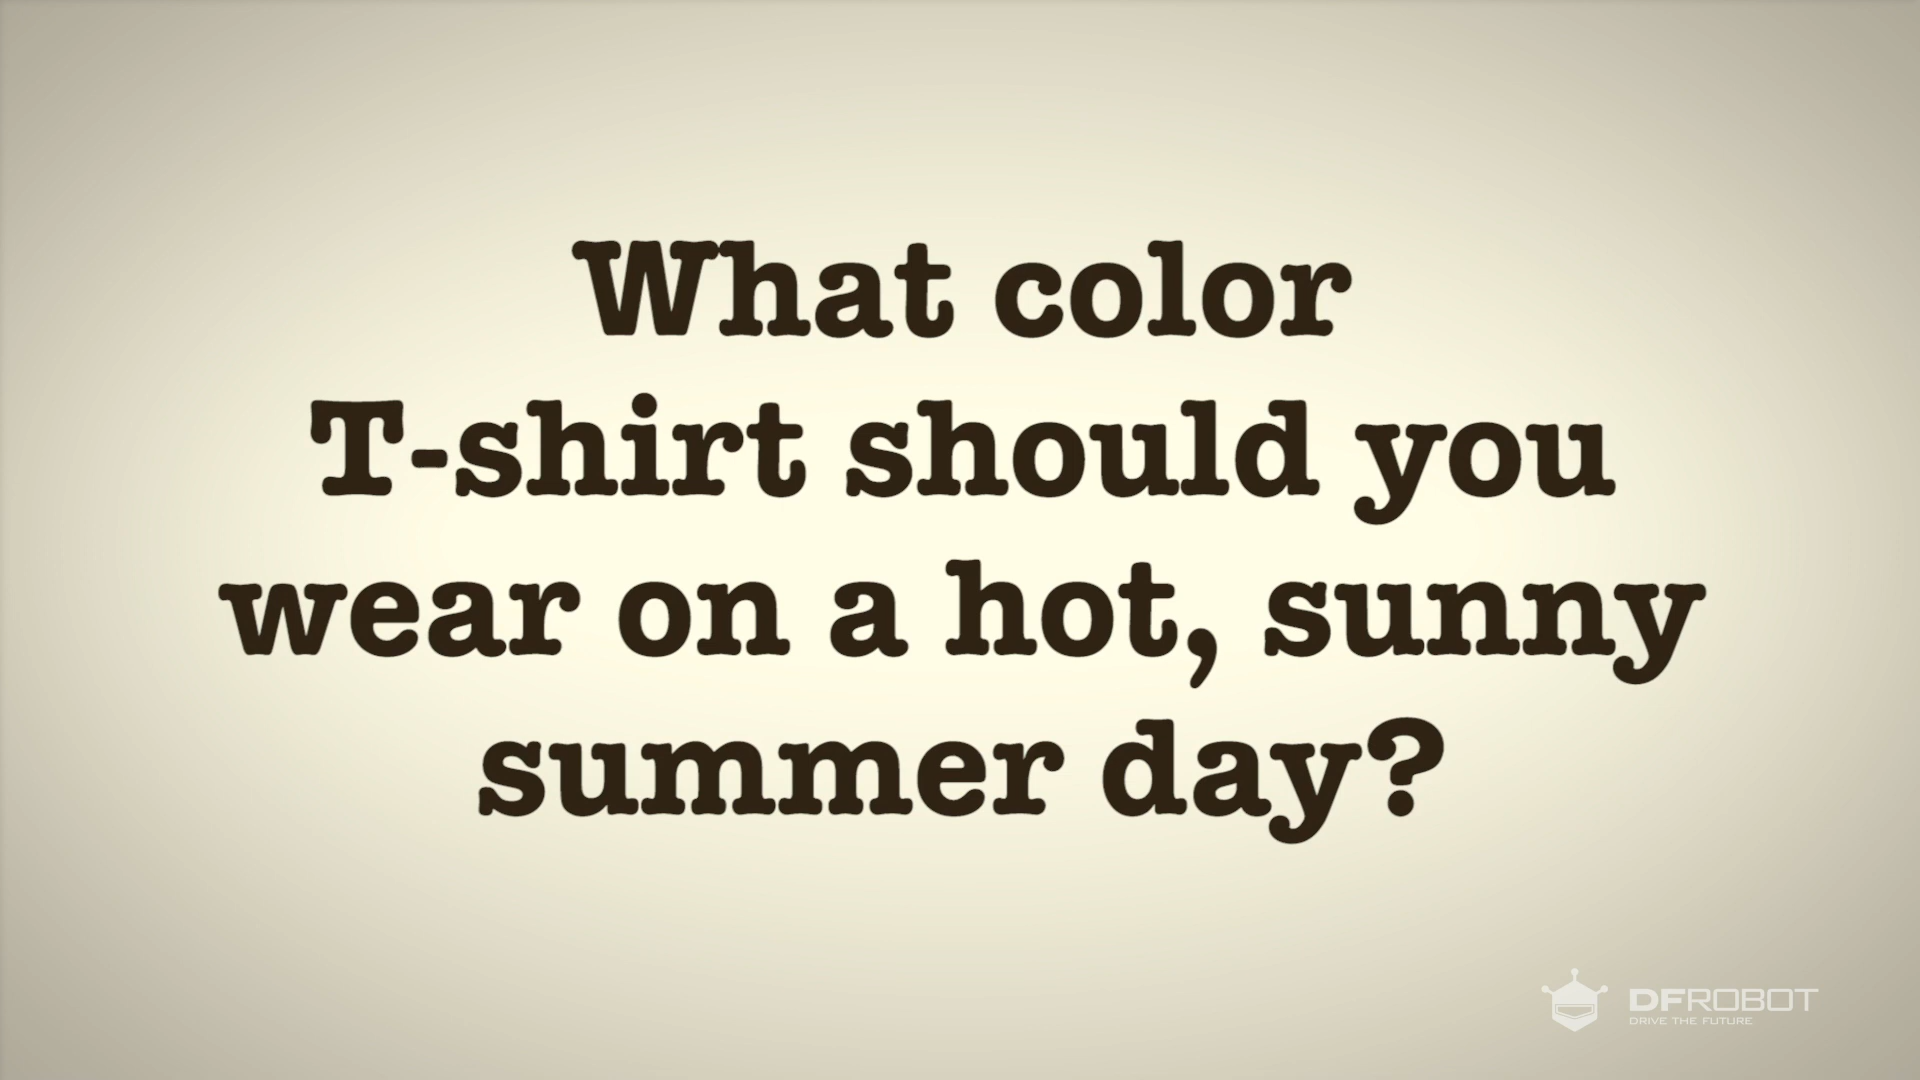 What color
T-shirt should you
wear on a hot, sunny
summer day?
DFROBOT
DRIVE THE FUTURE